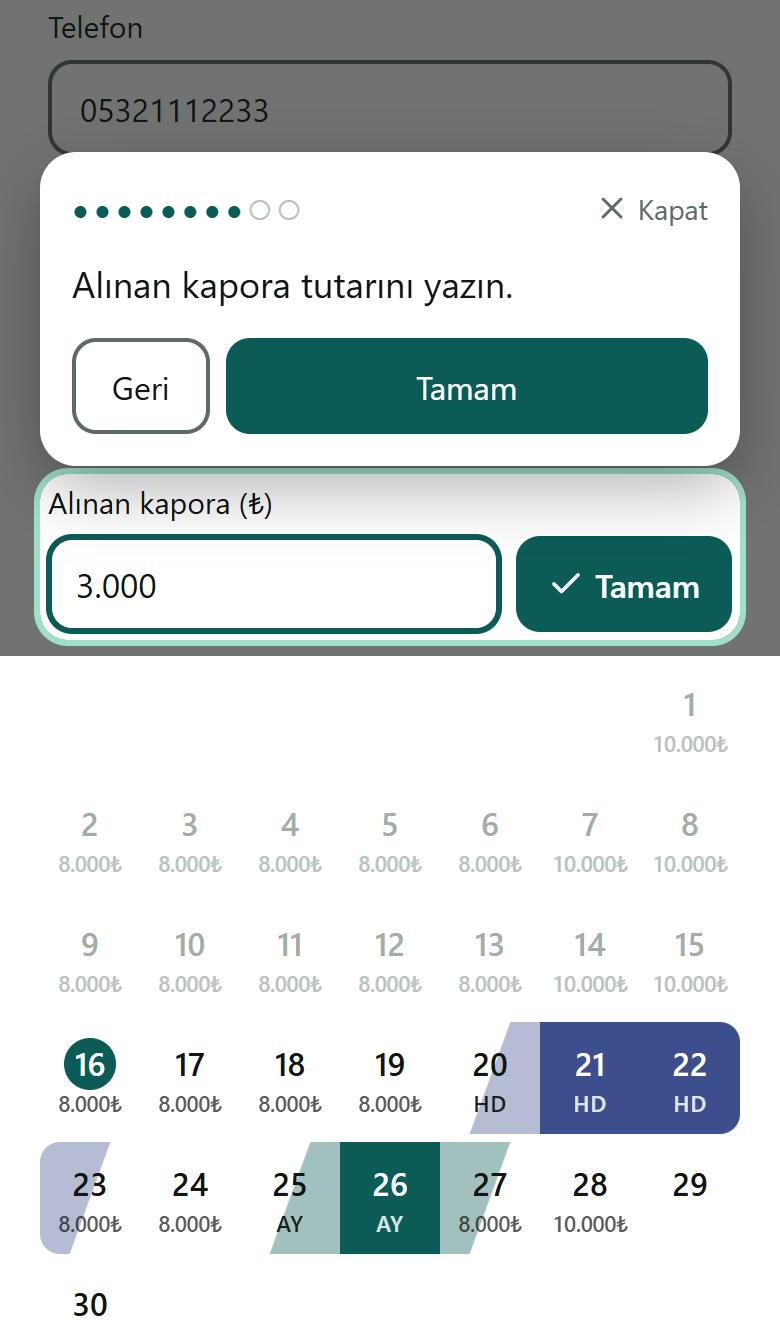 Telefon
05321112233
Kapat
Alınan kapora tutarını yazın.
Geri Tamam
Alınan kapora (₺)
3.000 Tamam
1
10.000₺
2 3 4 5 6 7 8
8.000₺ 8.000₺ 8.000₺ 8.000₺ 8.000₺ 10.000₺ 10.000₺
9 10 11 12 13 14 15
8.000₺ 8.000₺ 8.000₺ 8.000₺ 8.000₺ 10.000₺ 10.000₺
16 17 18 19 20 21 22
8.000₺ 8.000₺ 8.000₺ 8.000₺ HD HD HD
23 24 25 26 27 28 29
8.000₺ 8.000₺ AY AY 8.000₺ 10.000₺
30